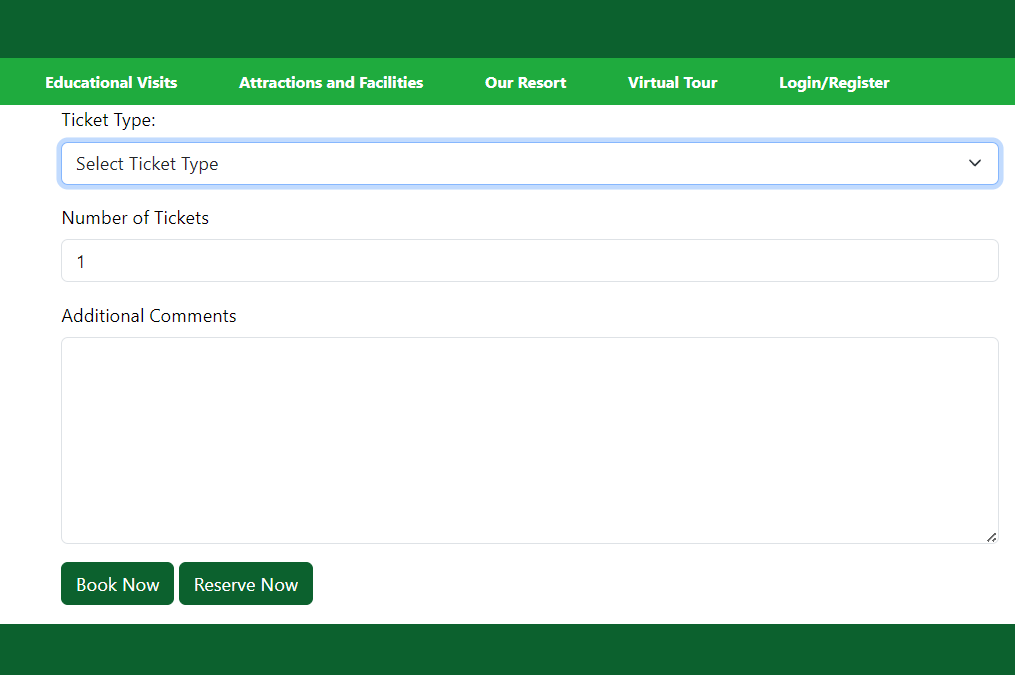 Educational Visits Attractions and Facilities Our Resort Virtual Tour Login/Register
Ticket Type:
Select Ticket Type
Number of Tickets
1
Additional Comments
Book Now Reserve Now